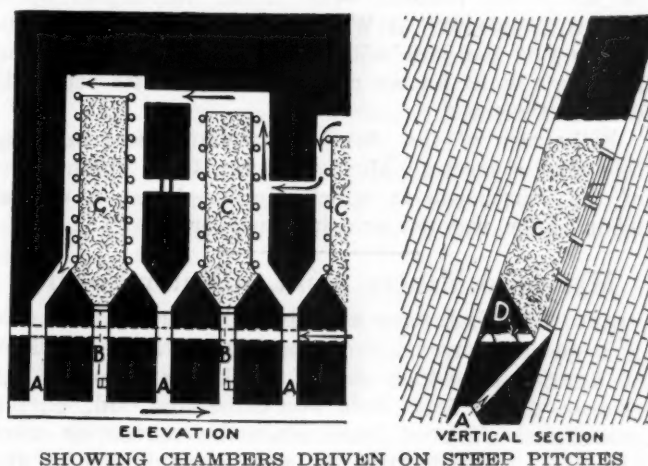 C
C
C
B
B
A
A
A
C
D
A
ELEVATION
VERTICAL SECTION
SHOWING CHAMBERS DRIVEN ON STEEP PITCHES